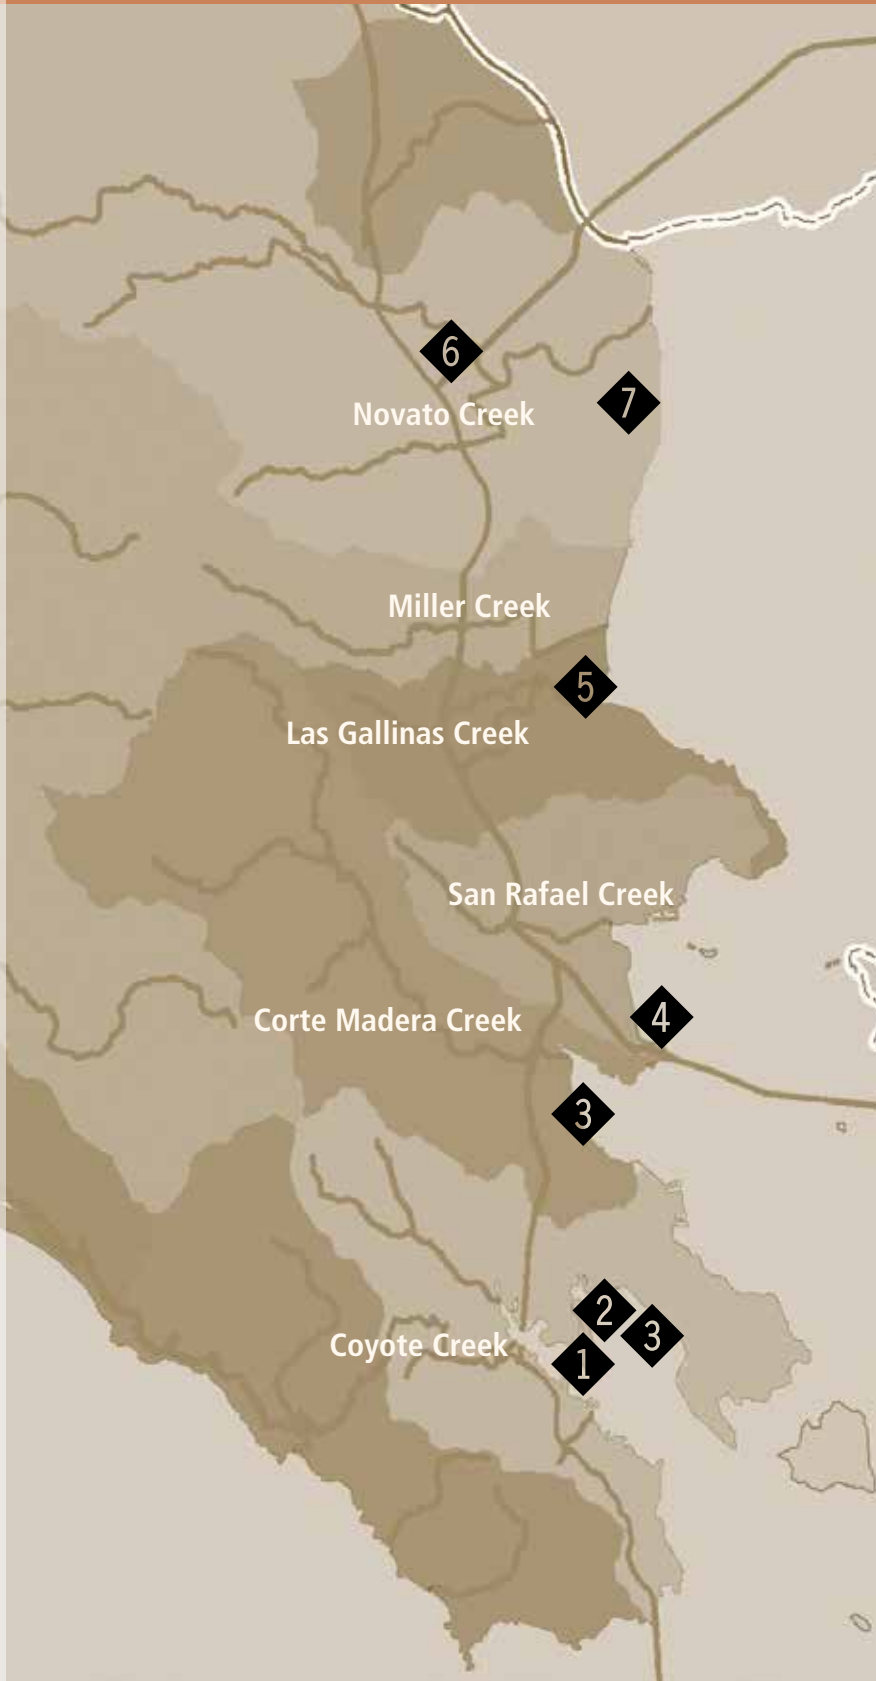 6
7
Novato Creek
Miller Creek
5
Las Gallinas Creek
San Rafael Creek
4
Corte Madera Creek
3
2
3
Coyote Creek
1